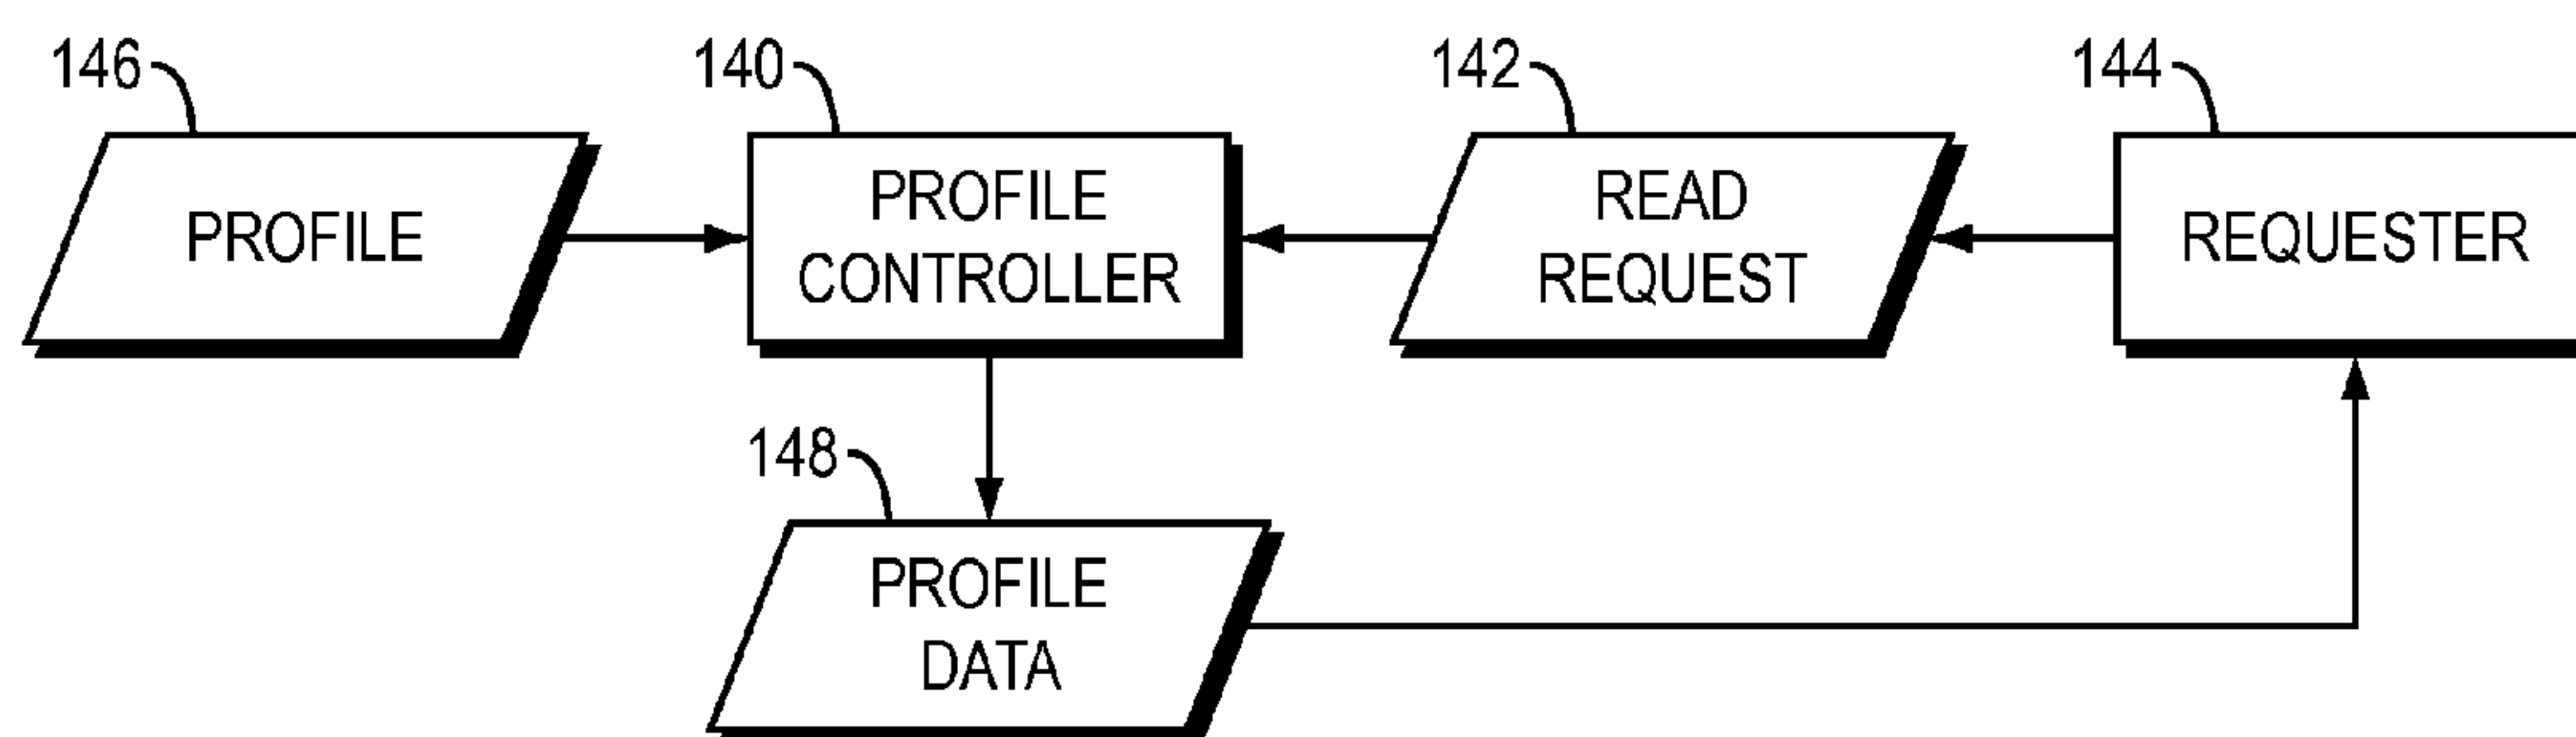 146
140
142
144
PROFILE
PROFILE
CONTROLLER
READ
REQUEST
REQUESTER
148
PROFILE
DATA